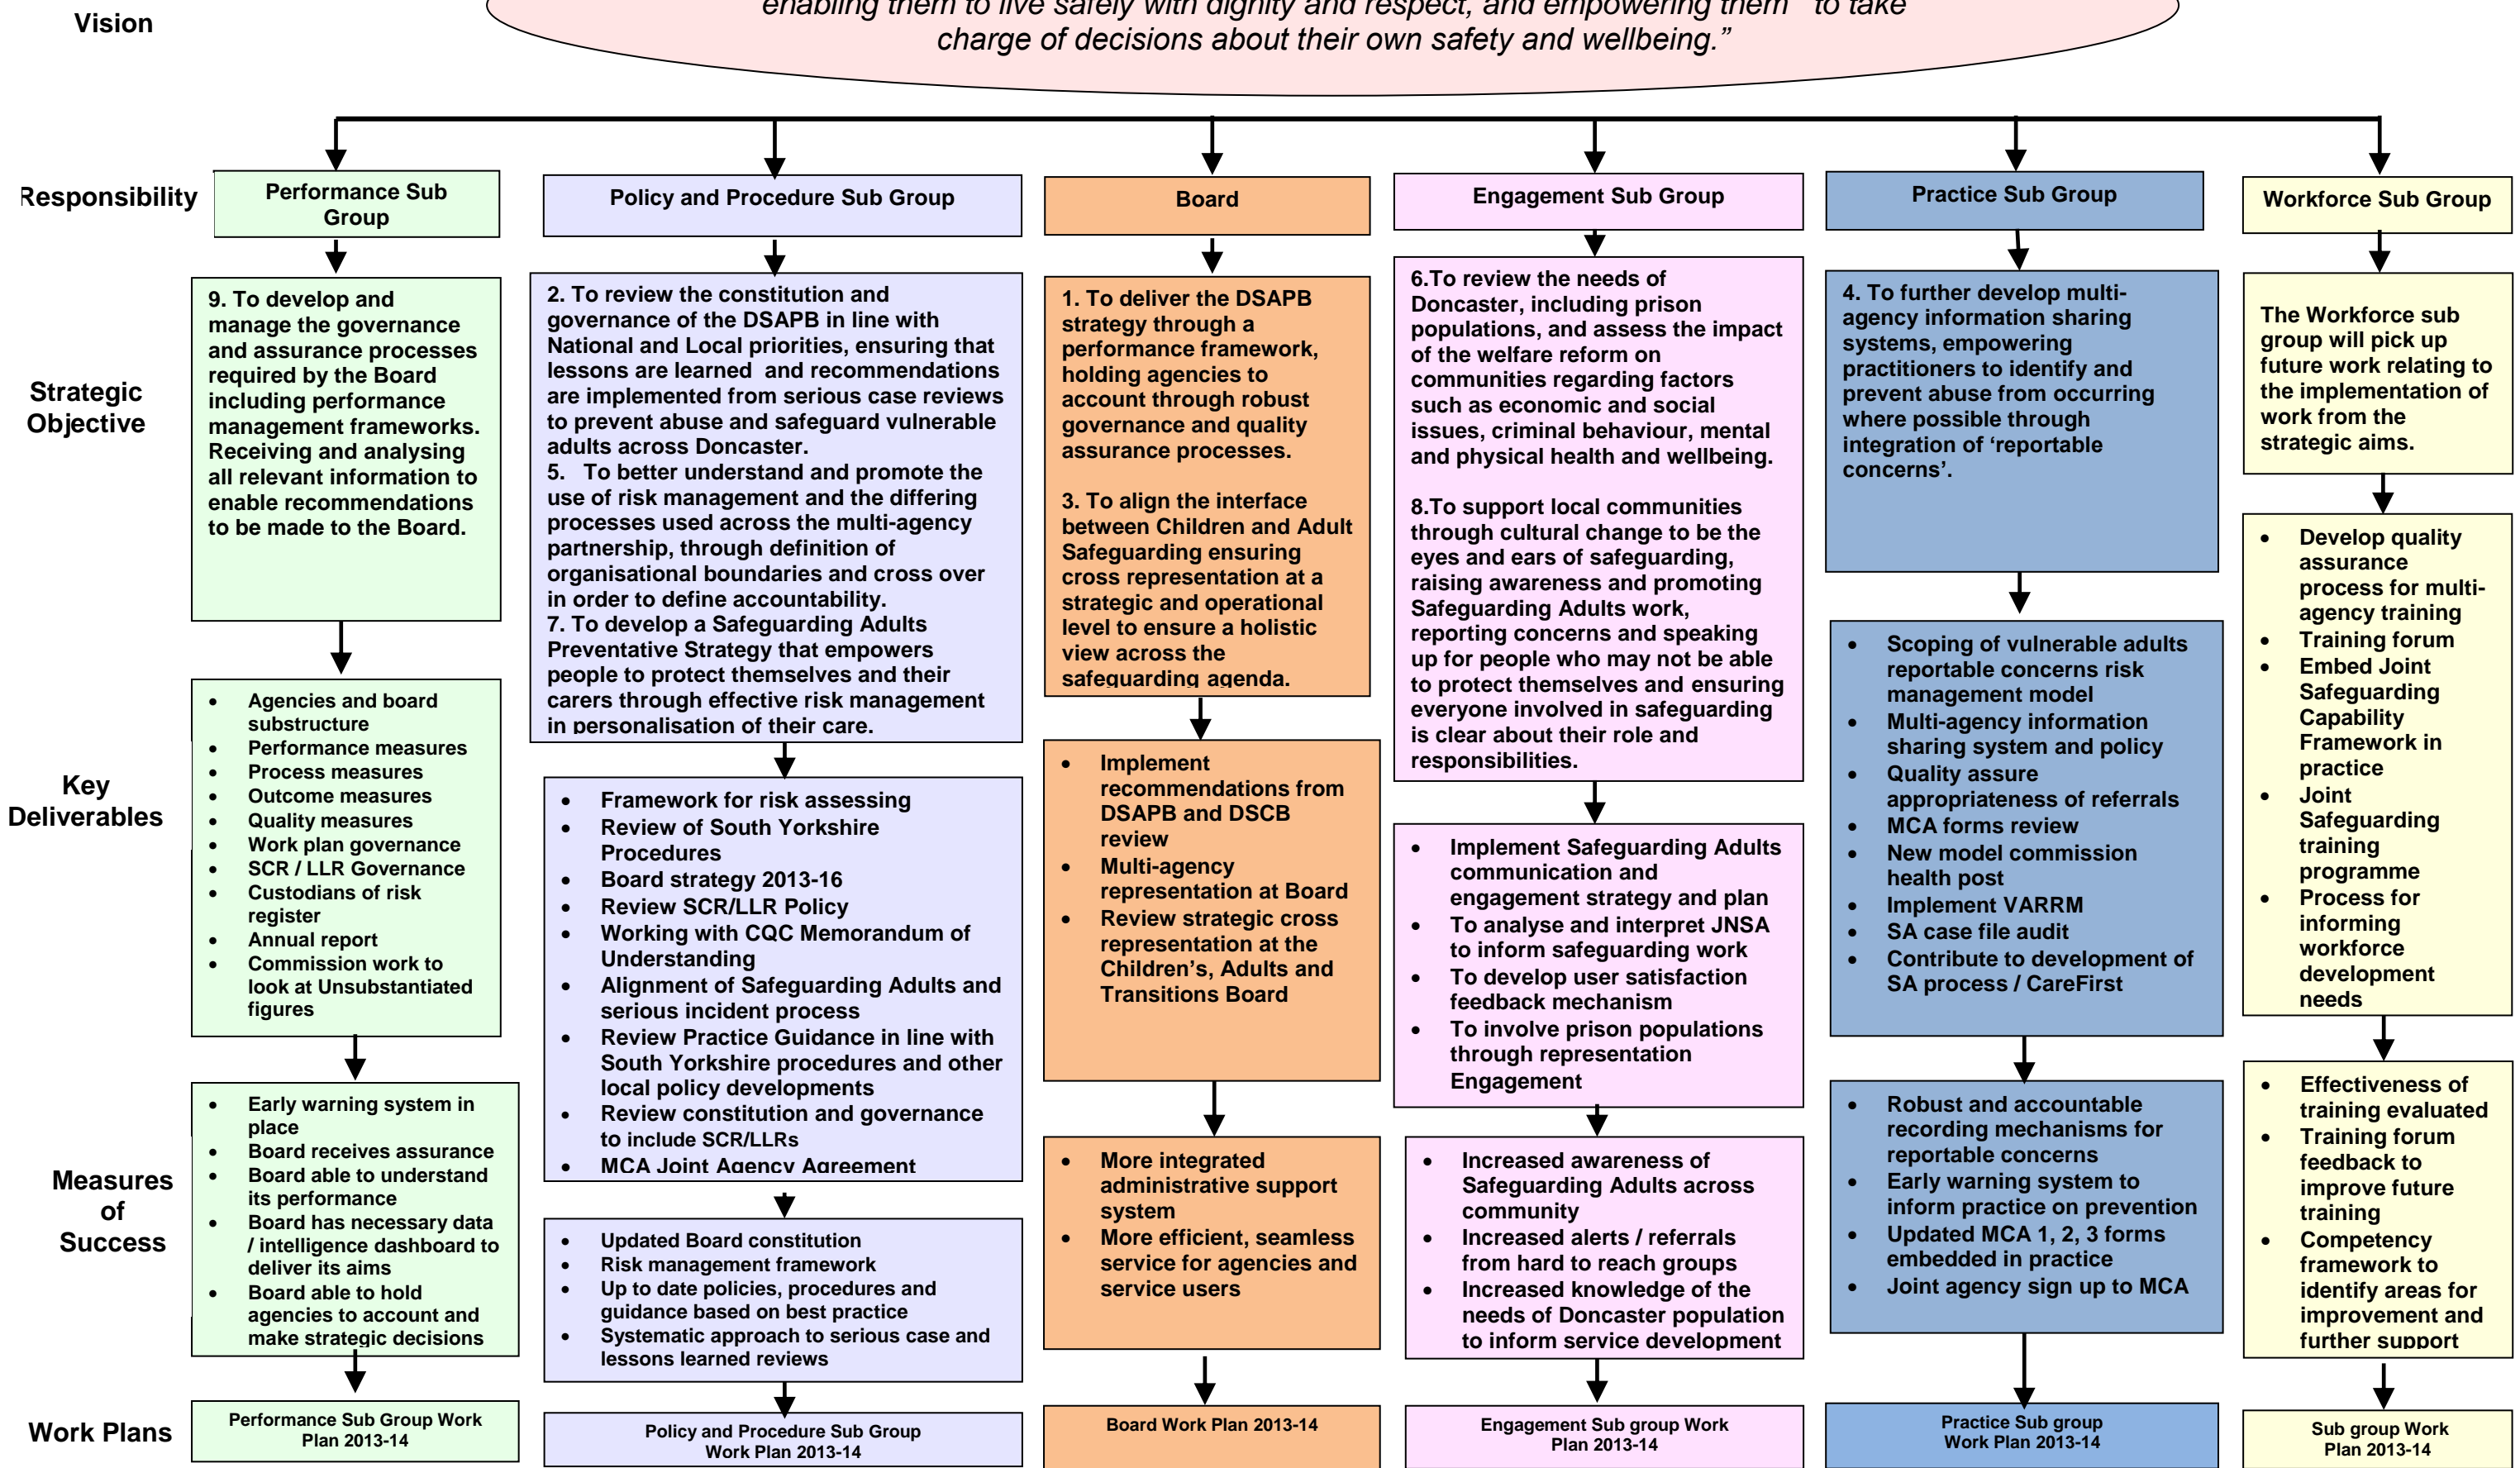 enabling them to live safely with dignity and respect, and empowering them to take
charge of decisions about their own safety and wellbeing.”
Vision
Responsibility
Performance Sub
Group
Policy and Procedure Sub Group
Board
Engagement Sub Group
Practice Sub Group
Workforce Sub Group
Strategic
Objective
9. To develop and
manage the governance
and assurance processes
required by the Board
including performance
management frameworks.
Receiving and analysing
all relevant information to
enable recommendations
to be made to the Board.
2. To review the constitution and
governance of the DSAPB in line with
National and Local priorities, ensuring that
lessons are learned and recommendations
are implemented from serious case reviews
to prevent abuse and safeguard vulnerable
adults across Doncaster.
5. To better understand and promote the
use of risk management and the differing
processes used across the multi-agency
partnership, through definition of
organisational boundaries and cross over
in order to define accountability.
7. To develop a Safeguarding Adults
Preventative Strategy that empowers
people to protect themselves and their
carers through effective risk management
in personalisation of their care.
1. To deliver the DSAPB
strategy through a
performance framework,
holding agencies to
account through robust
governance and quality
assurance processes.
3. To align the interface
between Children and Adult
Safeguarding ensuring
cross representation at a
strategic and operational
level to ensure a holistic
view across the
safeguarding agenda.
6.To review the needs of
Doncaster, including prison
populations, and assess the impact
of the welfare reform on
communities regarding factors
such as economic and social
issues, criminal behaviour, mental
and physical health and wellbeing.
8.To support local communities
through cultural change to be the
eyes and ears of safeguarding,
raising awareness and promoting
Safeguarding Adults work,
reporting concerns and speaking
up for people who may not be able
to protect themselves and ensuring
everyone involved in safeguarding
is clear about their role and
responsibilities.
4. To further develop multi-
agency information sharing
systems, empowering
practitioners to identify and
prevent abuse from occurring
where possible through
integration of ‘reportable
concerns’.
The Workforce sub
group will pick up
future work relating to
the implementation of
work from the
strategic aims.
Key
Deliverables
• Agencies and board
substructure
• Performance measures
• Process measures
• Outcome measures
• Quality measures
• Work plan governance
• SCR / LLR Governance
• Custodians of risk
register
• Annual report
• Commission work to
look at Unsubstantiated
figures
• Framework for risk assessing
• Review of South Yorkshire
Procedures
• Board strategy 2013-16
• Review SCR/LLR Policy
• Working with CQC Memorandum of
Understanding
• Alignment of Safeguarding Adults and
serious incident process
• Review Practice Guidance in line with
South Yorkshire procedures and other
local policy developments
• Review constitution and governance
to include SCR/LLRs
• MCA Joint Agency Agreement
• Implement
recommendations from
DSAPB and DSCB
review
• Multi-agency
representation at Board
• Review strategic cross
representation at the
Children’s, Adults and
Transitions Board
• Implement Safeguarding Adults
communication and
engagement strategy and plan
• To analyse and interpret JNSA
to inform safeguarding work
• To develop user satisfaction
feedback mechanism
• To involve prison populations
through representation
Engagement
• Scoping of vulnerable adults
reportable concerns risk
management model
• Multi-agency information
sharing system and policy
• Quality assure
appropriateness of referrals
• MCA forms review
• New model commission
health post
• Implement VARRM
• SA case file audit
• Contribute to development of
SA process / CareFirst
• Develop quality
assurance
process for multi-
agency training
• Training forum
• Embed Joint
Safeguarding
Capability
Framework in
practice
• Joint
Safeguarding
training
programme
• Process for
informing
workforce
development
needs
Measures
of
Success
• Early warning system in
place
• Board receives assurance
• Board able to understand
its performance
• Board has necessary data
/ intelligence dashboard to
deliver its aims
• Board able to hold
agencies to account and
make strategic decisions
• Updated Board constitution
• Risk management framework
• Up to date policies, procedures and
guidance based on best practice
• Systematic approach to serious case and
lessons learned reviews
• More integrated
administrative support
system
• More efficient, seamless
service for agencies and
service users
• Increased awareness of
Safeguarding Adults across
community
• Increased alerts / referrals
from hard to reach groups
• Increased knowledge of the
needs of Doncaster population
to inform service development
• Robust and accountable
recording mechanisms for
reportable concerns
• Early warning system to
inform practice on prevention
• Updated MCA 1, 2, 3 forms
embedded in practice
• Joint agency sign up to MCA
• Effectiveness of
training evaluated
• Training forum
feedback to
improve future
training
• Competency
framework to
identify areas for
improvement and
further support
Work Plans
Performance Sub Group Work
Plan 2013-14
Policy and Procedure Sub Group
Work Plan 2013-14
Board Work Plan 2013-14
Engagement Sub group Work
Plan 2013-14
Practice Sub group
Work Plan 2013-14
Sub group Work
Plan 2013-14